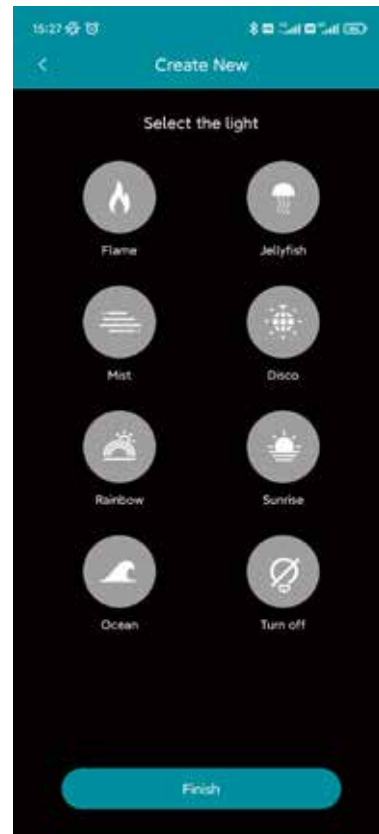 15:27
Create New
Select the light
Flame Jellyfish
Mist Disco
Rainbow Sunrise
Ocean Turn off
Finish